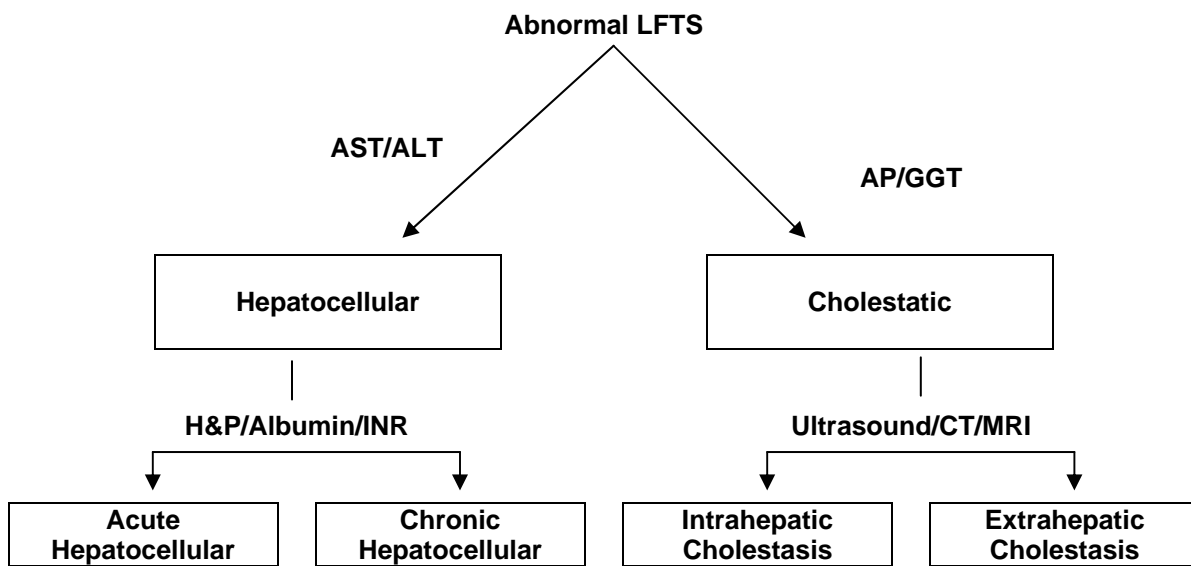 Abnormal LFTS
AST/ALT
AP/GGT
Hepatocellular
Cholestatic
H&P/Albumin/INR
Ultrasound/CT/MRI
Acute
Hepatocellular
Chronic
Hepatocellular
Intrahepatic
Cholestasis
Extrahepatic
Cholestasis